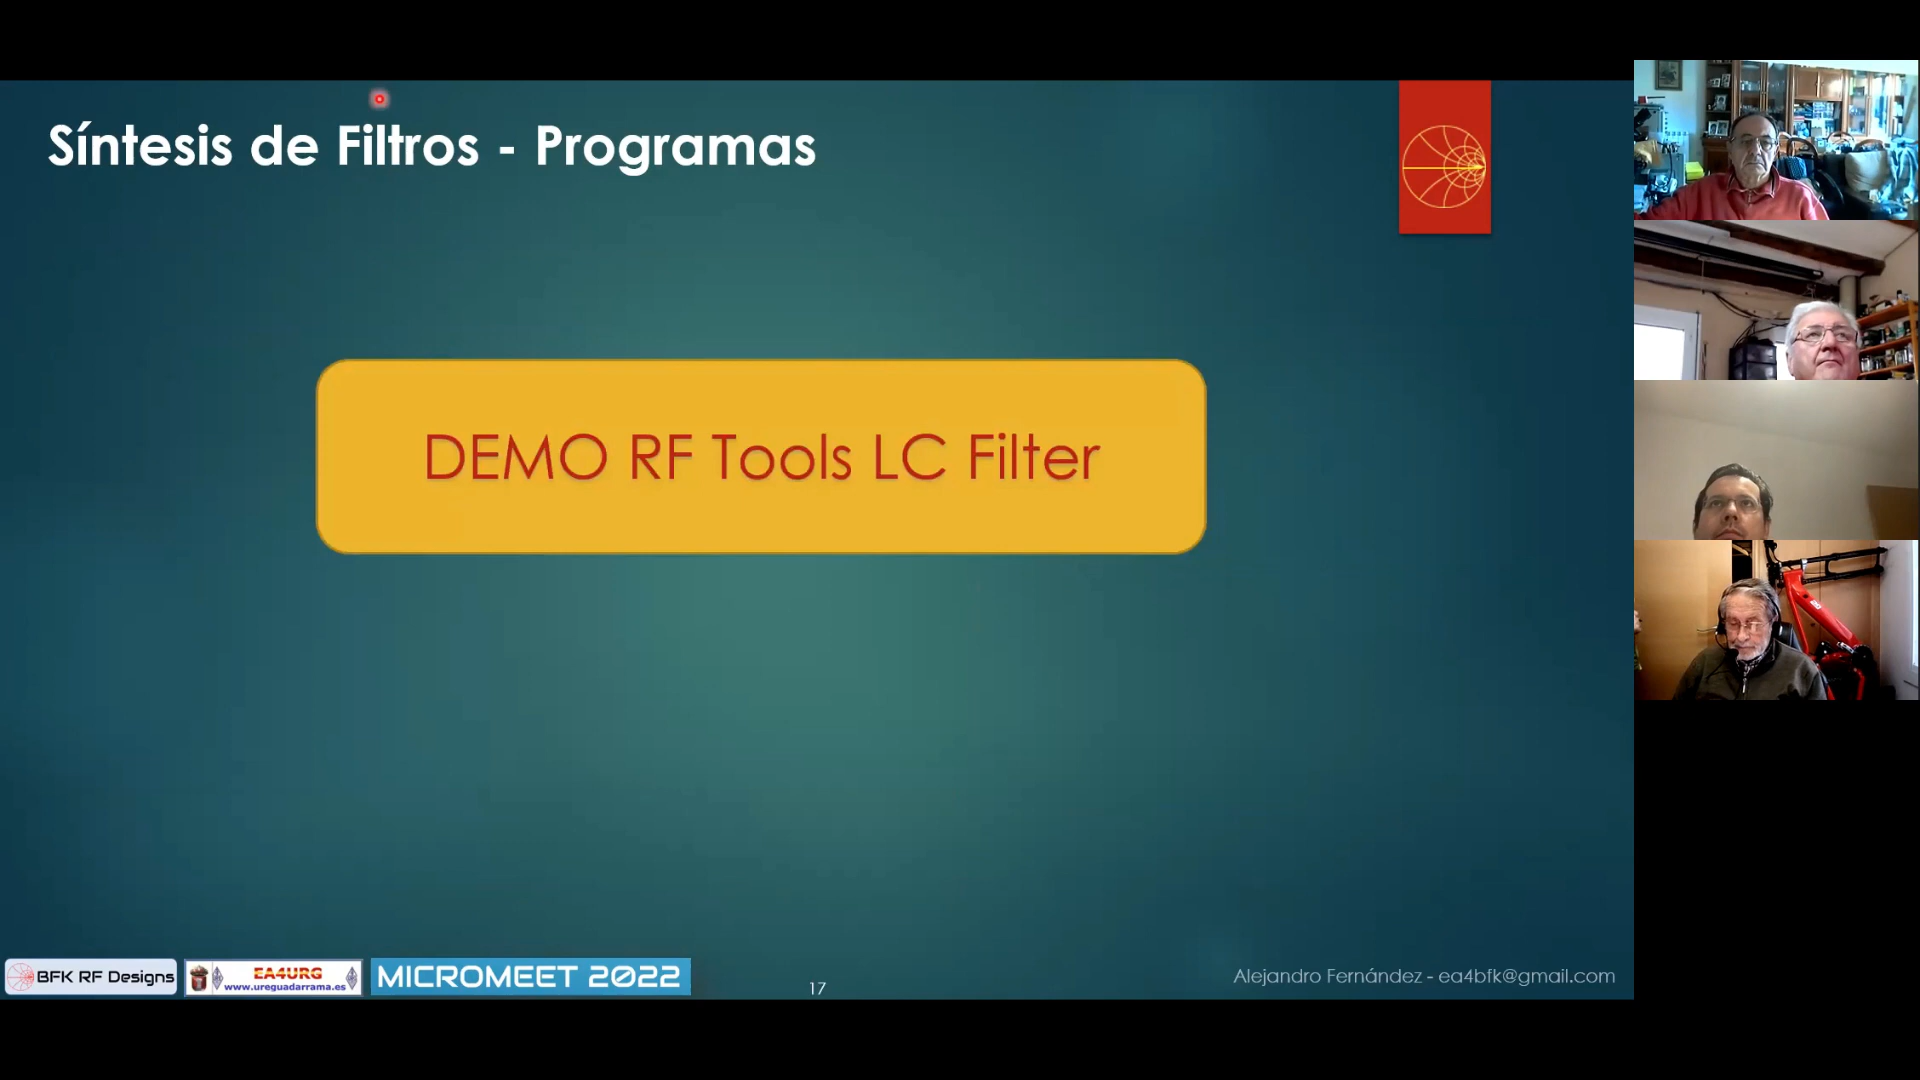 Síntesis de Filtros - Programas
DEMO RF Tools LC Filter
BFK RF Designs
EA4URG
www.ureguadarrama.es
MICROMEET 2022
17
Alejandro Fernández - ea4bfk@gmail.com